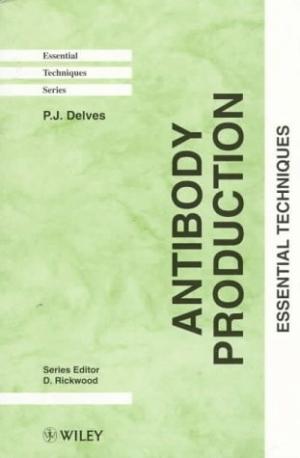 Essential
Techniques
Series
P.J. Delves
ANTIBODY
PRODUCTION
ESSENTIAL TECHNIQUES
Series Editor
D. Rickwood
WILEY